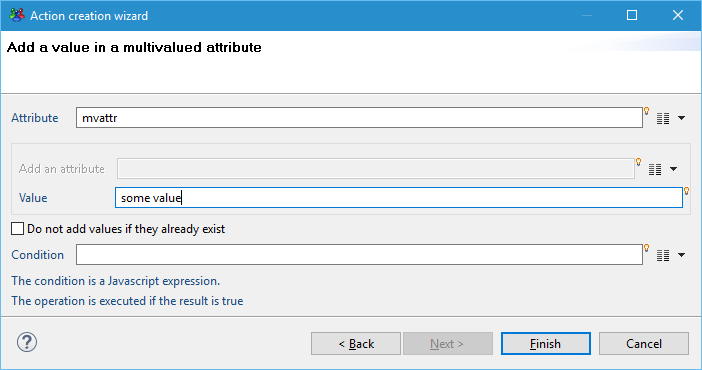 Action creation wizard
Add a value in a multivalued attribute
Attribute mvattr
Add an attribute
Value some value
Do not add values if they already exist
Condition
The condition is a Javascript expression.
The operation is executed if the result is true
? < Back Next > Finish Cancel